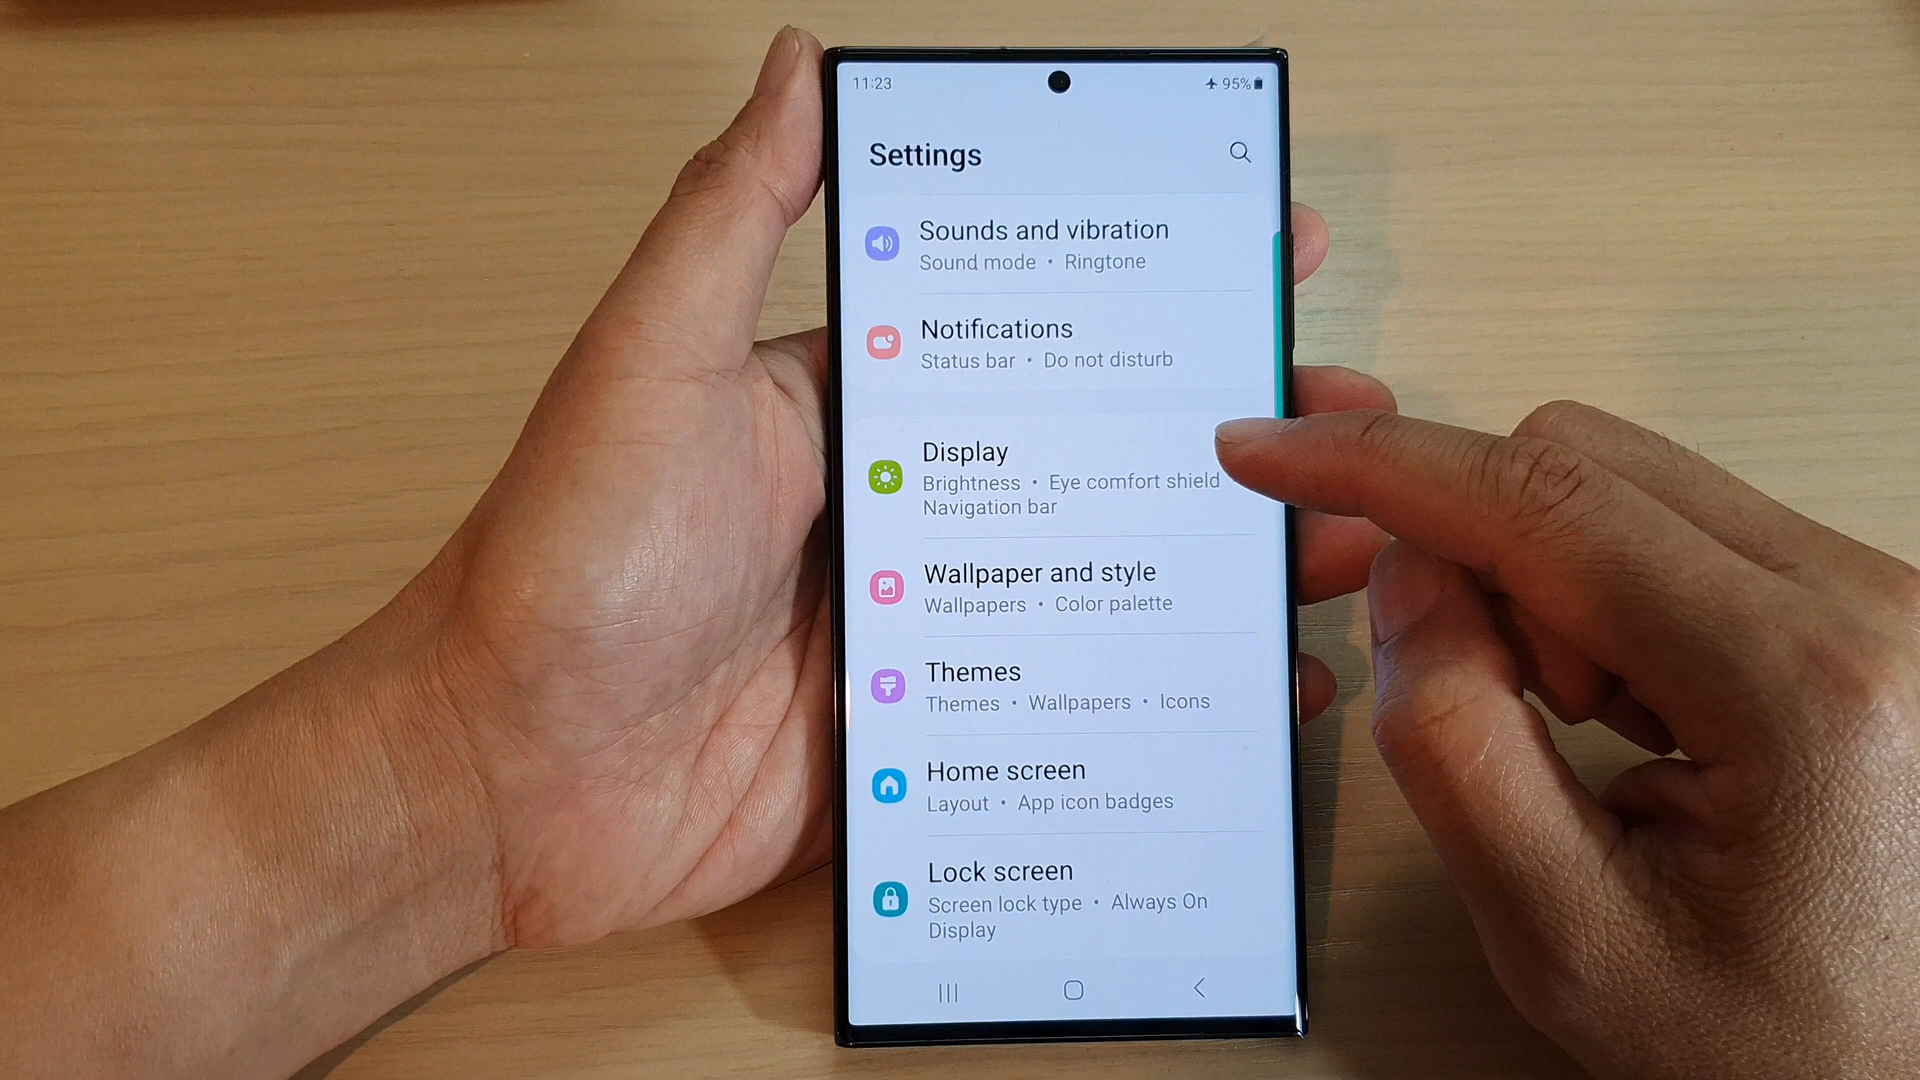 11:23 95%
Settings
Sounds and vibration
Sound mode • Ringtone
Notifications
Status bar • Do not disturb
Display
Brightness • Eye comfort shield
Navigation bar
Wallpaper and style
Wallpapers • Color palette
Themes
Themes • Wallpapers • Icons
Home screen
Layout • App icon badges
Lock screen
Screen lock type • Always On
Display